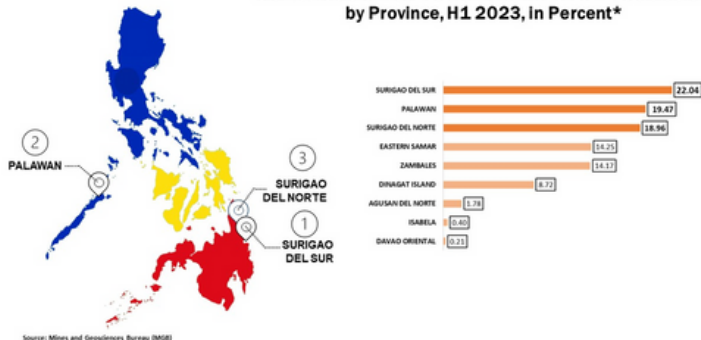 by Province, H1 2023, in Percent*
2
PALAWAN
3
SURIGAO
DEL NORTE
1
SURIGAO
DEL SUR
SURIGAO DEL SUR 22.04
PALAWAN 19.47
SURIGAO DEL NORTE 18.96
EASTERN SAMAR 14.25
ZAMBALES 14.17
DINAGAT ISLAND 8.72
AGUSAN DEL NORTE 1.78
ISABELA 0.40
DAVAO ORIENTAL 0.21
Source: Mines and Geosciences Bureau (MGB)